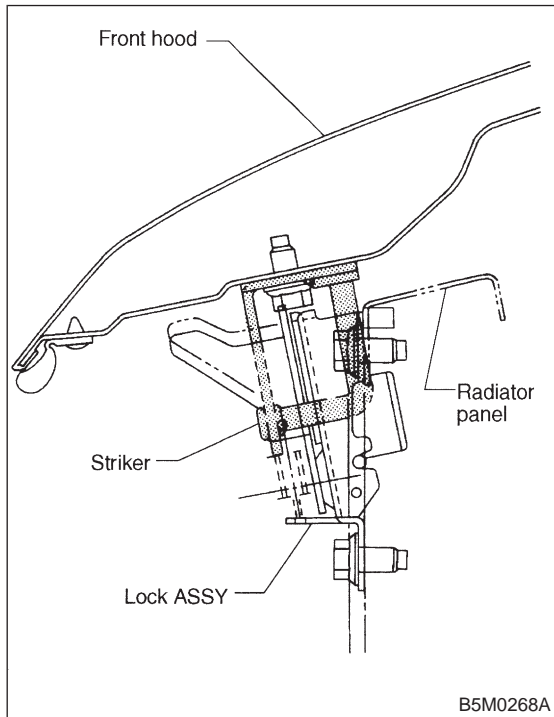 Front hood
Radiator
panel
Striker
Lock ASSY
B5M0268A